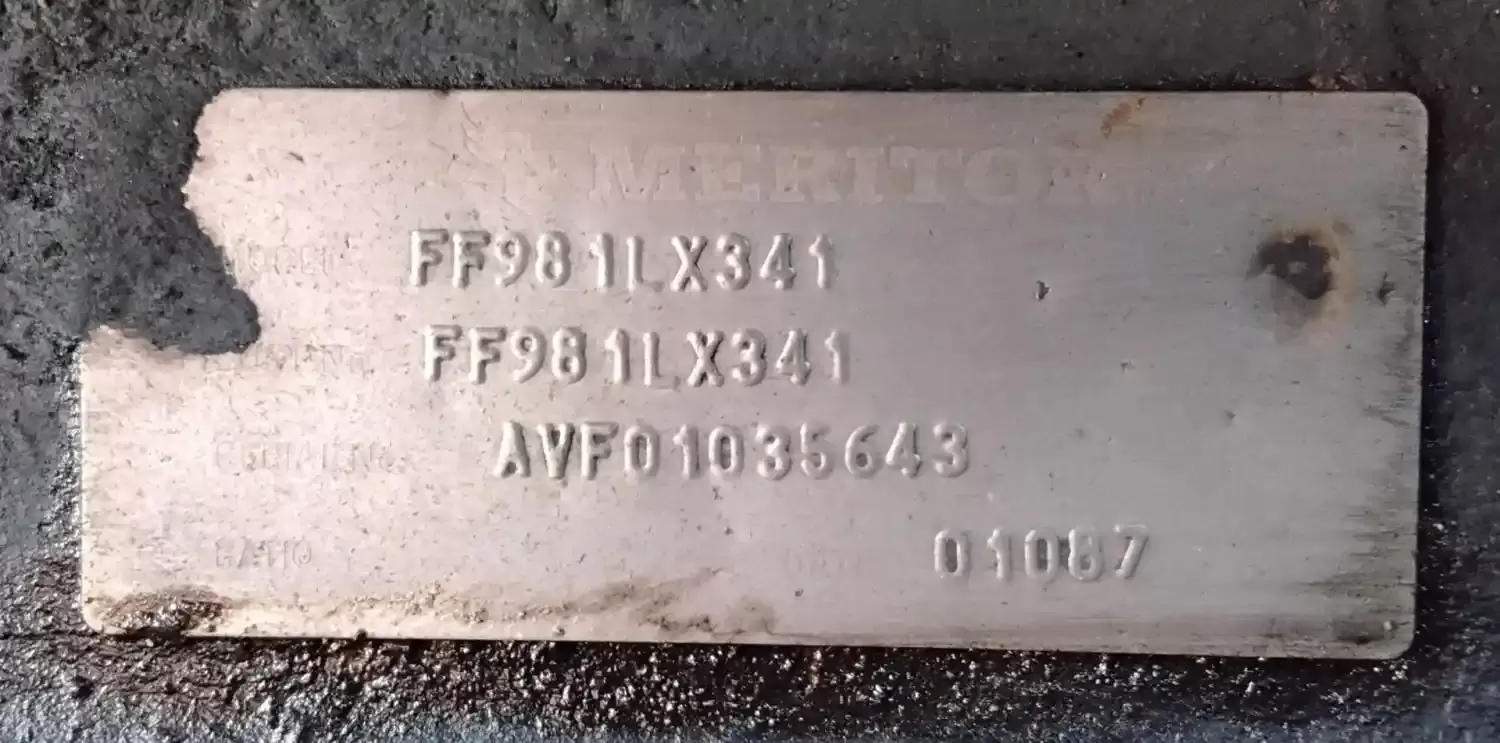 MERITOR
MODEL FF981LX341
FF981LX341
AVF01035643
RATIO 01087